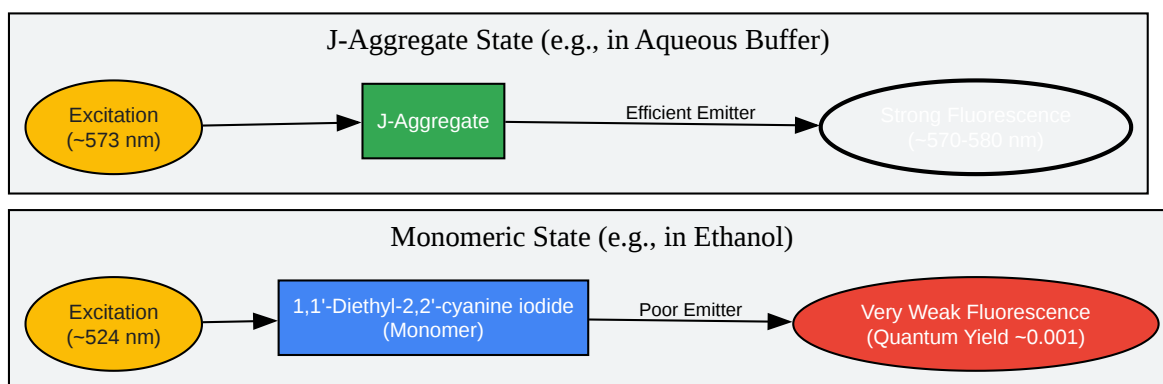 J-Aggregate State (e.g., in Aqueous Buffer)
Excitation
(~573 nm)
J-Aggregate
Efficient Emitter
Strong Fluorescence
(~570-580 nm)
Monomeric State (e.g., in Ethanol)
Excitation
(~524 nm)
1,1'-Diethyl-2,2'-cyanine iodide
(Monomer)
Poor Emitter
Very Weak Fluorescence
(Quantum Yield ~0.001)